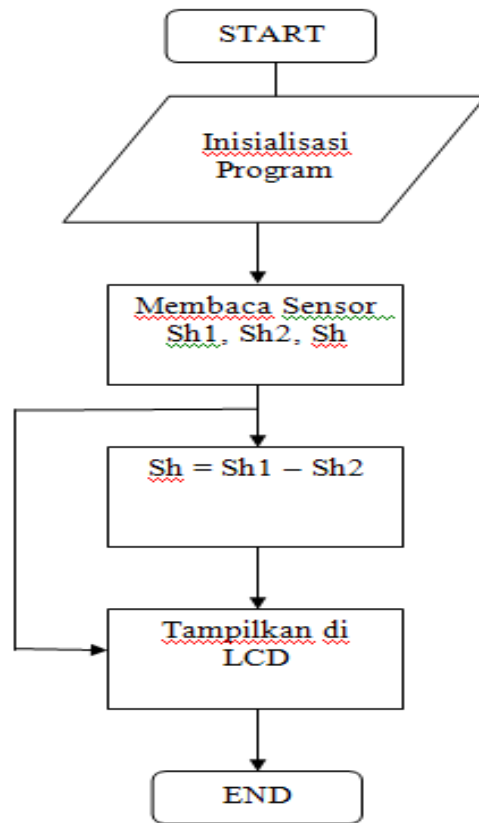 START
Inisialisasi
Program
Membaca Sensor
Sh1, Sh2, Sh
Sh = Sh1 – Sh2
Tampilkan di
LCD
END